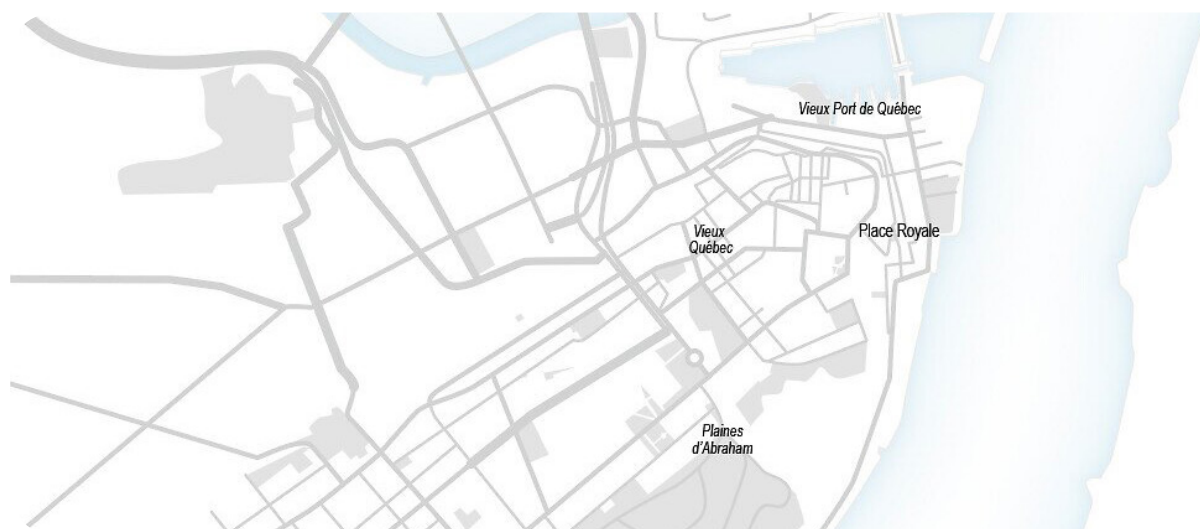 Vieux Port de Québec
Vieux
Québec
Place Royale
Plaines
d'Abraham